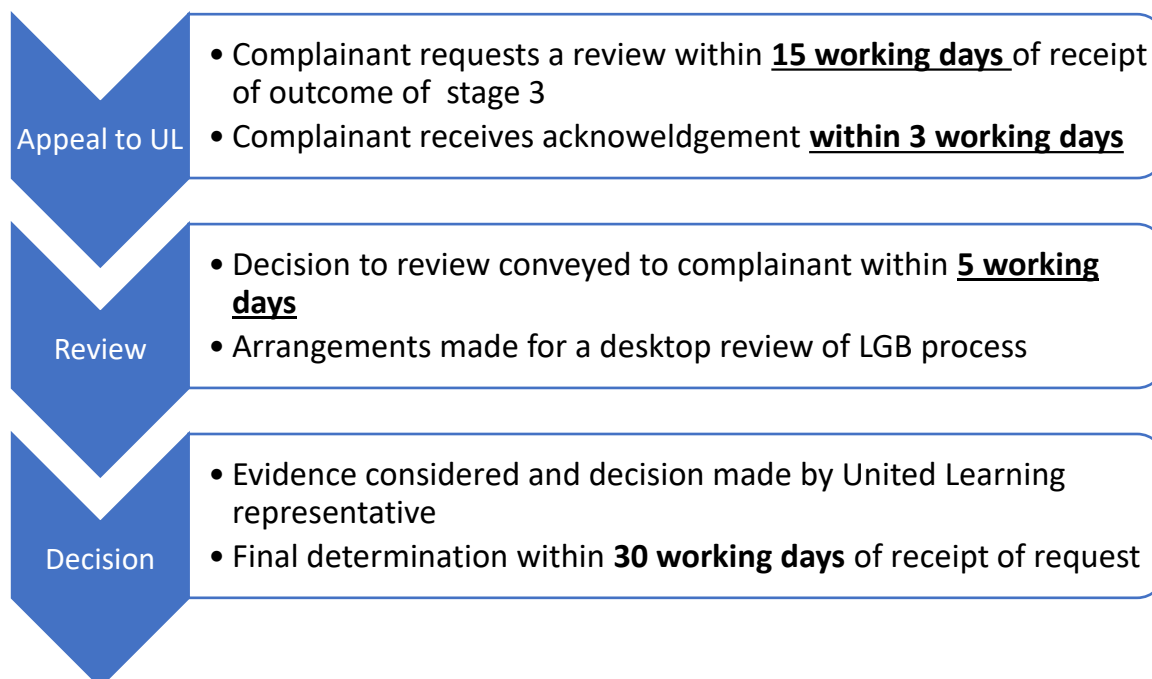 Appeal to UL
• Complainant requests a review within 15 working days of receipt
of outcome of stage 3
• Complainant receives acknoweldgement within 3 working days
Review
• Decision to review conveyed to complainant within 5 working
days
• Arrangements made for a desktop review of LGB process
Decision
• Evidence considered and decision made by United Learning
representative
• Final determination within 30 working days of receipt of request